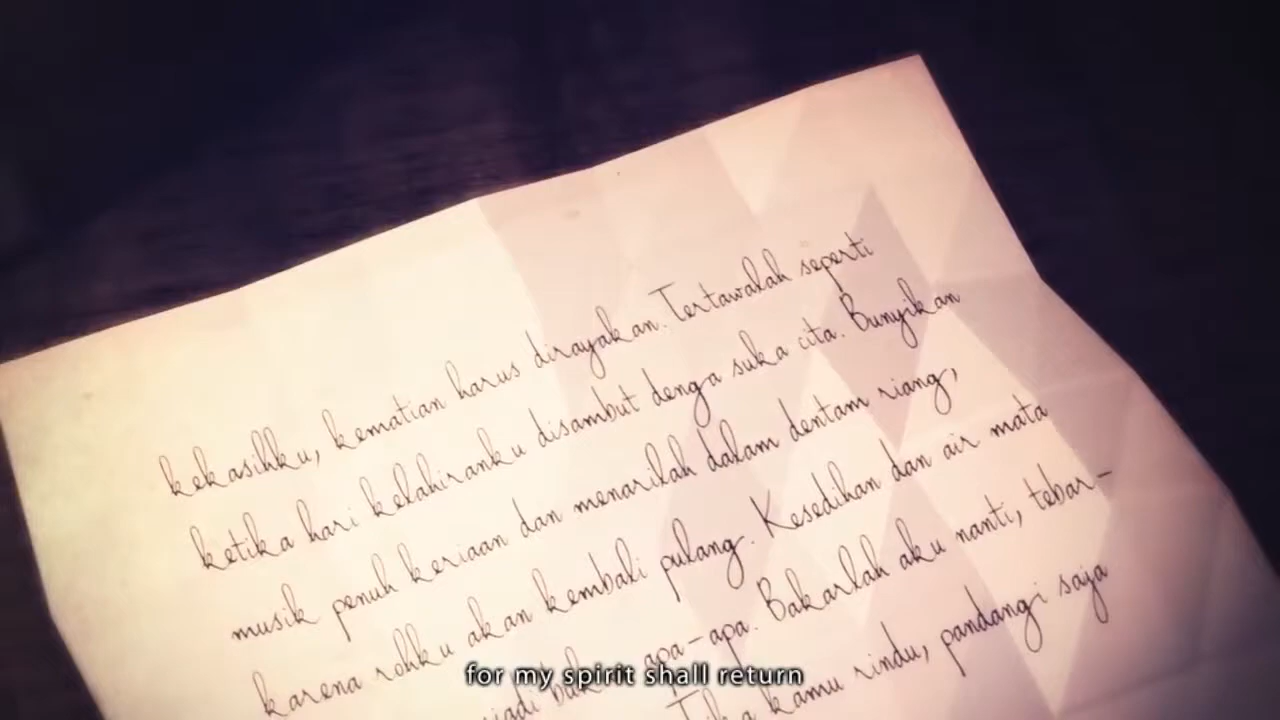 kekasihku, kematian harus dirayakan. Tertawalah seperti
ketika hari kelahiranku disambut denga suka cita. Bunyikan
musik penuh keriaan dan menarilah dalam dentam riang,
karena rohku akan kembali pulang. Kesedihan dan air mata
apa-apa. Bakarlah aku nanti, tebar-
kamu rindu, pandangi saja
for my spirit shall return